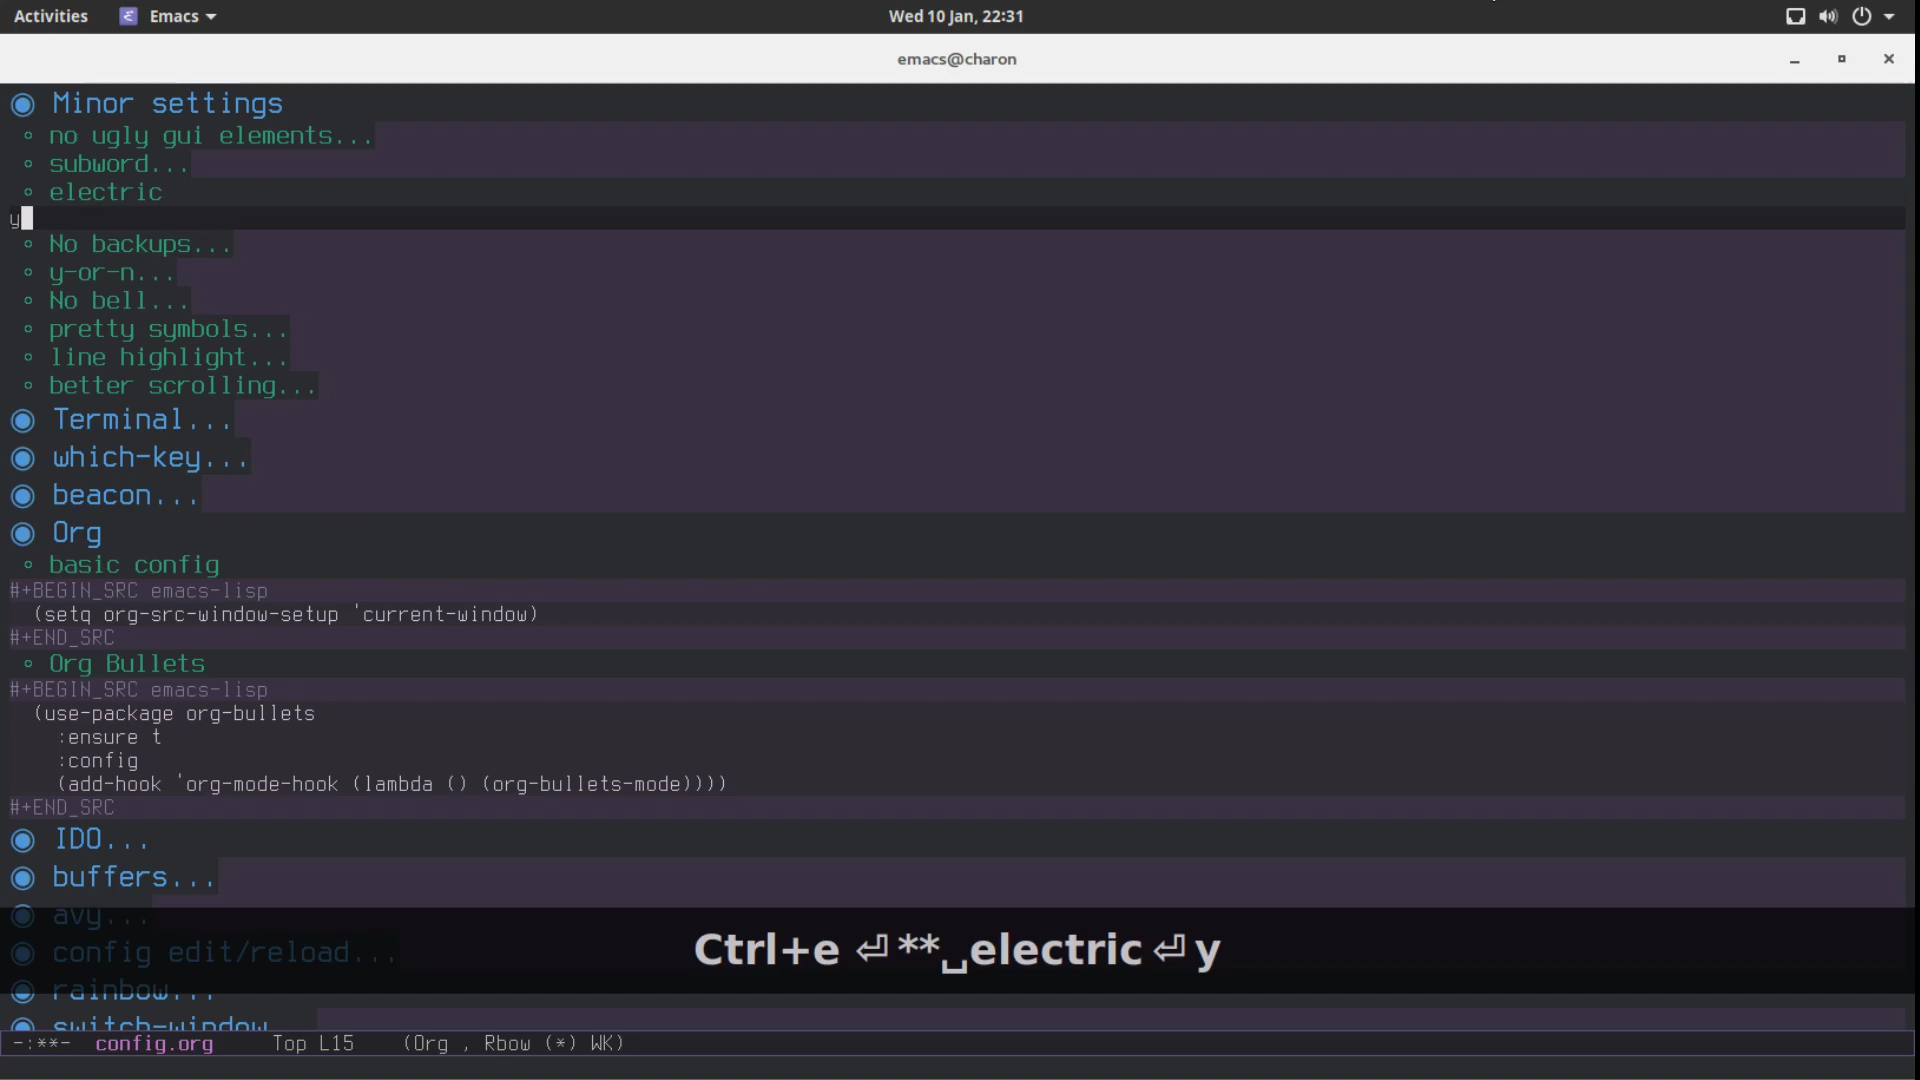 Activities Emacs Wed 10 Jan, 22:31
emacs@charon
Minor settings
no ugly gui elements...
subword...
electric
y
No backups...
y-or-n...
No bell...
pretty symbols...
line highlight...
better scrolling...
Terminal...
which-key...
beacon...
Org
basic config
#+BEGIN_SRC emacs-lisp
(setq org-src-window-setup 'current-window)
#+END_SRC
Org Bullets
#+BEGIN_SRC emacs-lisp
(use-package org-bullets
:ensure t
:config
(add-hook 'org-mode-hook (lambda () (org-bullets-mode))))
#+END_SRC
IDO...
buffers...
avy...
config edit/reload...
Ctrl+e ⏎ **␣electric ⏎ y
rainbow...
switch-window...
-:**- config.org Top L15 (Org , Rbow (*) WK)